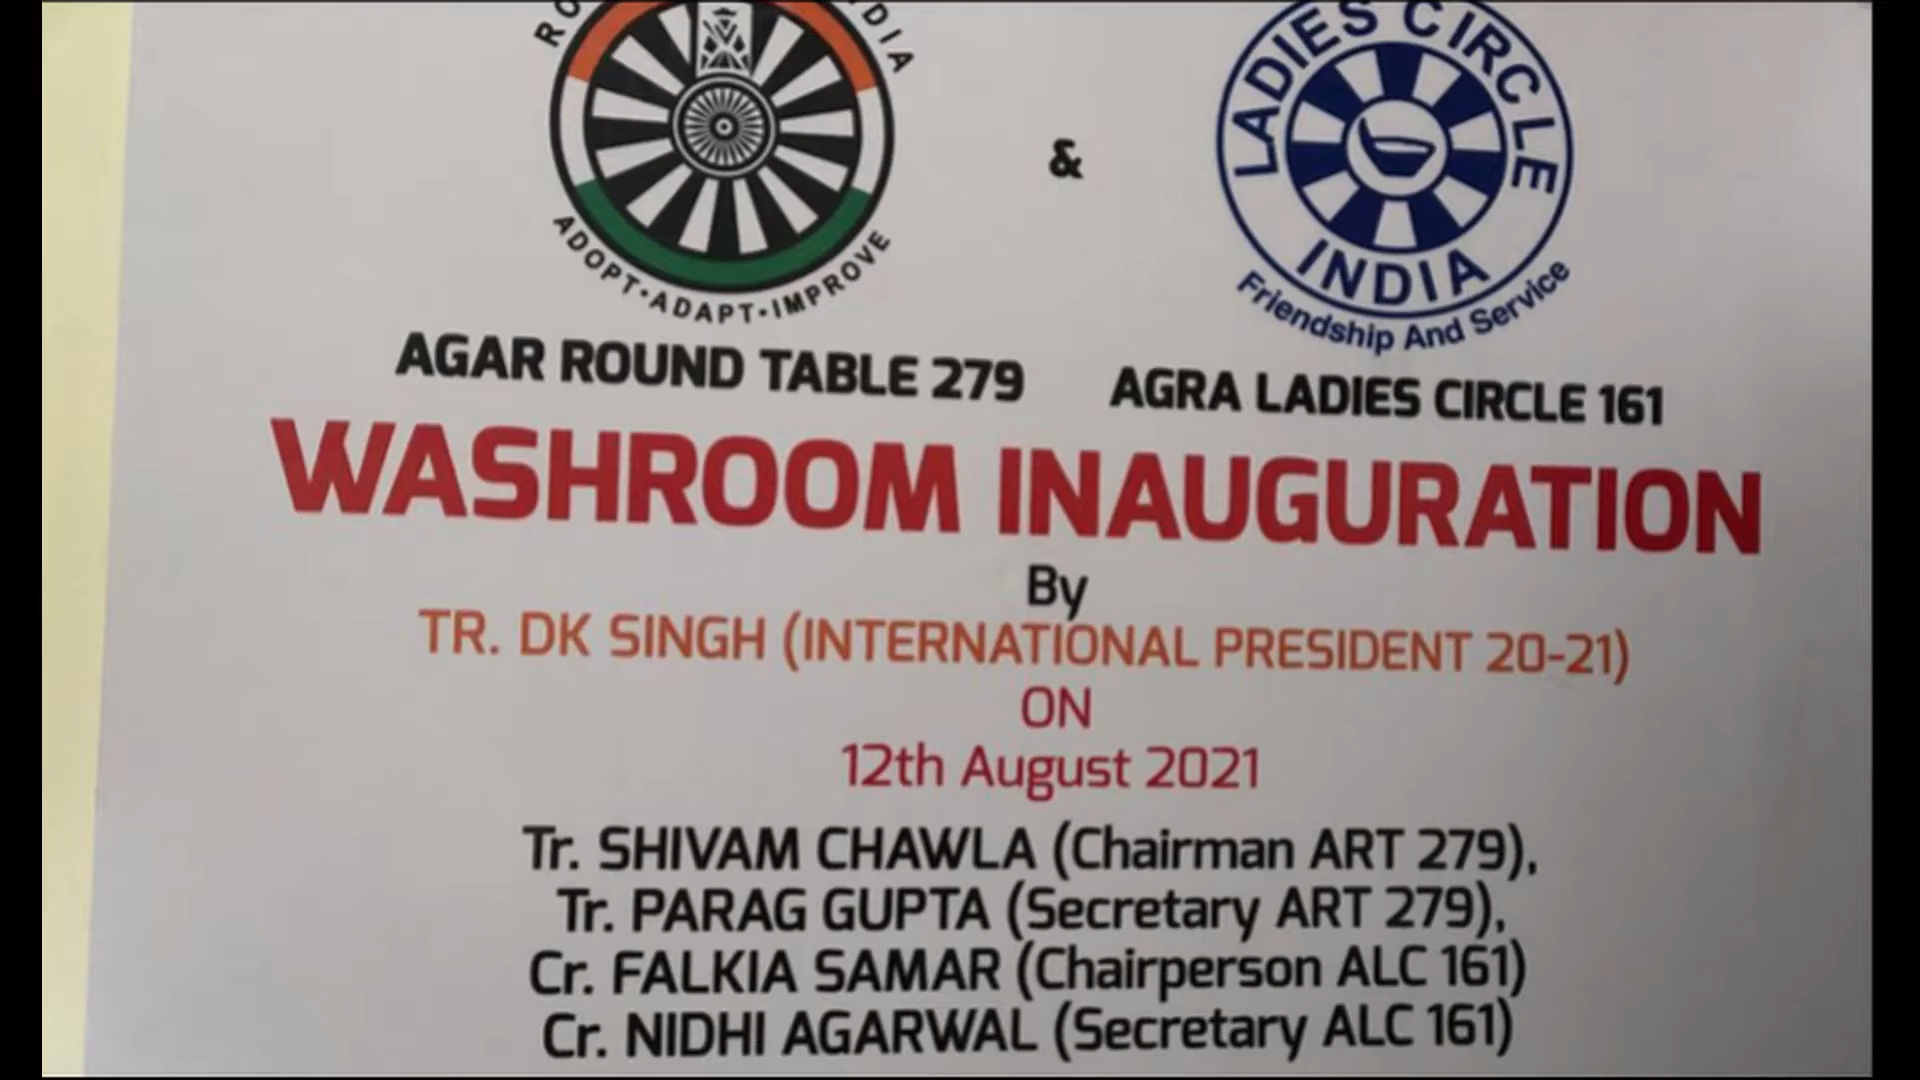 ADOPT·ADAPT·IMPROVE
&
LADIES CIRCLE
INDIA
Friendship And Service
AGAR ROUND TABLE 279
AGRA LADIES CIRCLE 161
WASHROOM INAUGURATION
By
TR. DK SINGH (INTERNATIONAL PRESIDENT 20-21)
ON
12th August 2021
Tr. SHIVAM CHAWLA (Chairman ART 279),
Tr. PARAG GUPTA (Secretary ART 279),
Cr. FALKIA SAMAR (Chairperson ALC 161)
Cr. NIDHI AGARWAL (Secretary ALC 161)